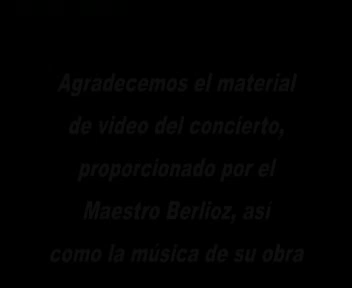 Agradecemos el material
de video del concierto,
proporcionado por el
Maestro Berlioz, así
como la música de su obra